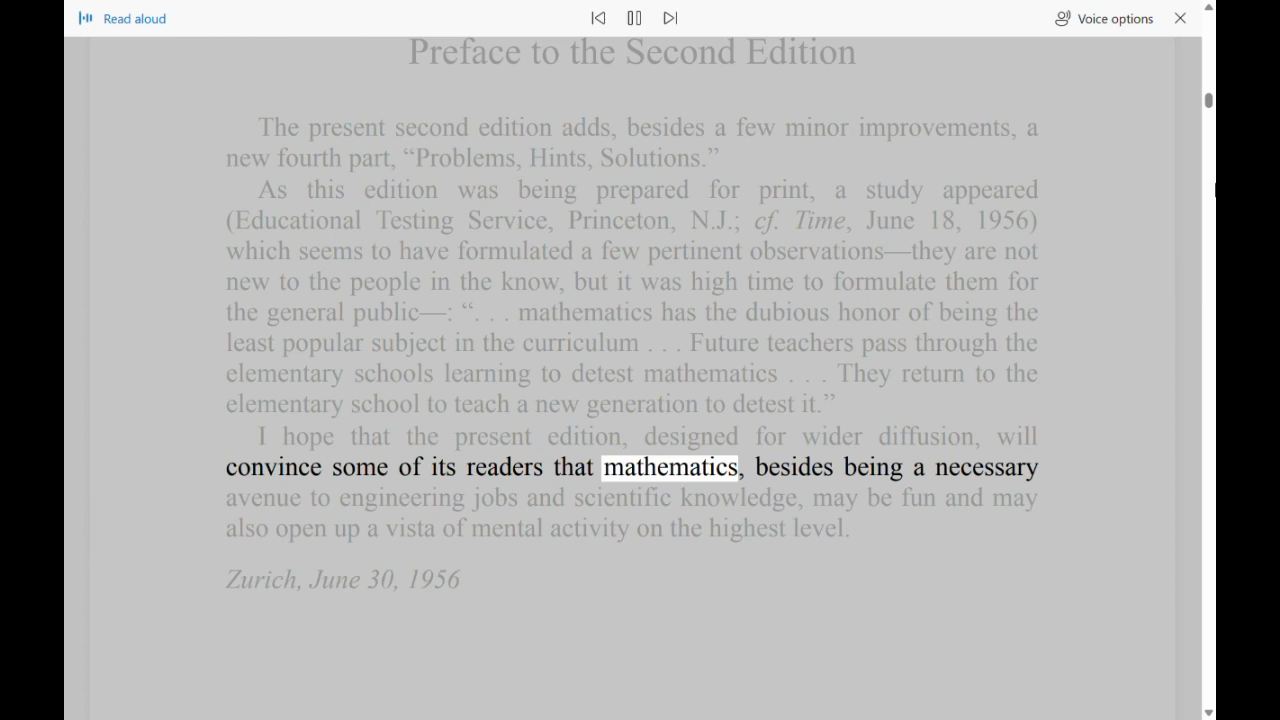 Read aloud
Voice options
Preface to the Second Edition
The present second edition adds, besides a few minor improvements, a
new fourth part, “Problems, Hints, Solutions.”
As this edition was being prepared for print, a study appeared
(Educational Testing Service, Princeton, N.J.; cf. Time, June 18, 1956)
which seems to have formulated a few pertinent observations—they are not
new to the people in the know, but it was high time to formulate them for
the general public—: “. . . mathematics has the dubious honor of being the
least popular subject in the curriculum . . . Future teachers pass through the
elementary schools learning to detest mathematics . . . They return to the
elementary school to teach a new generation to detest it.”
I hope that the present edition, designed for wider diffusion, will
convince some of its readers that mathematics, besides being a necessary
avenue to engineering jobs and scientific knowledge, may be fun and may
also open up a vista of mental activity on the highest level.
Zurich, June 30, 1956